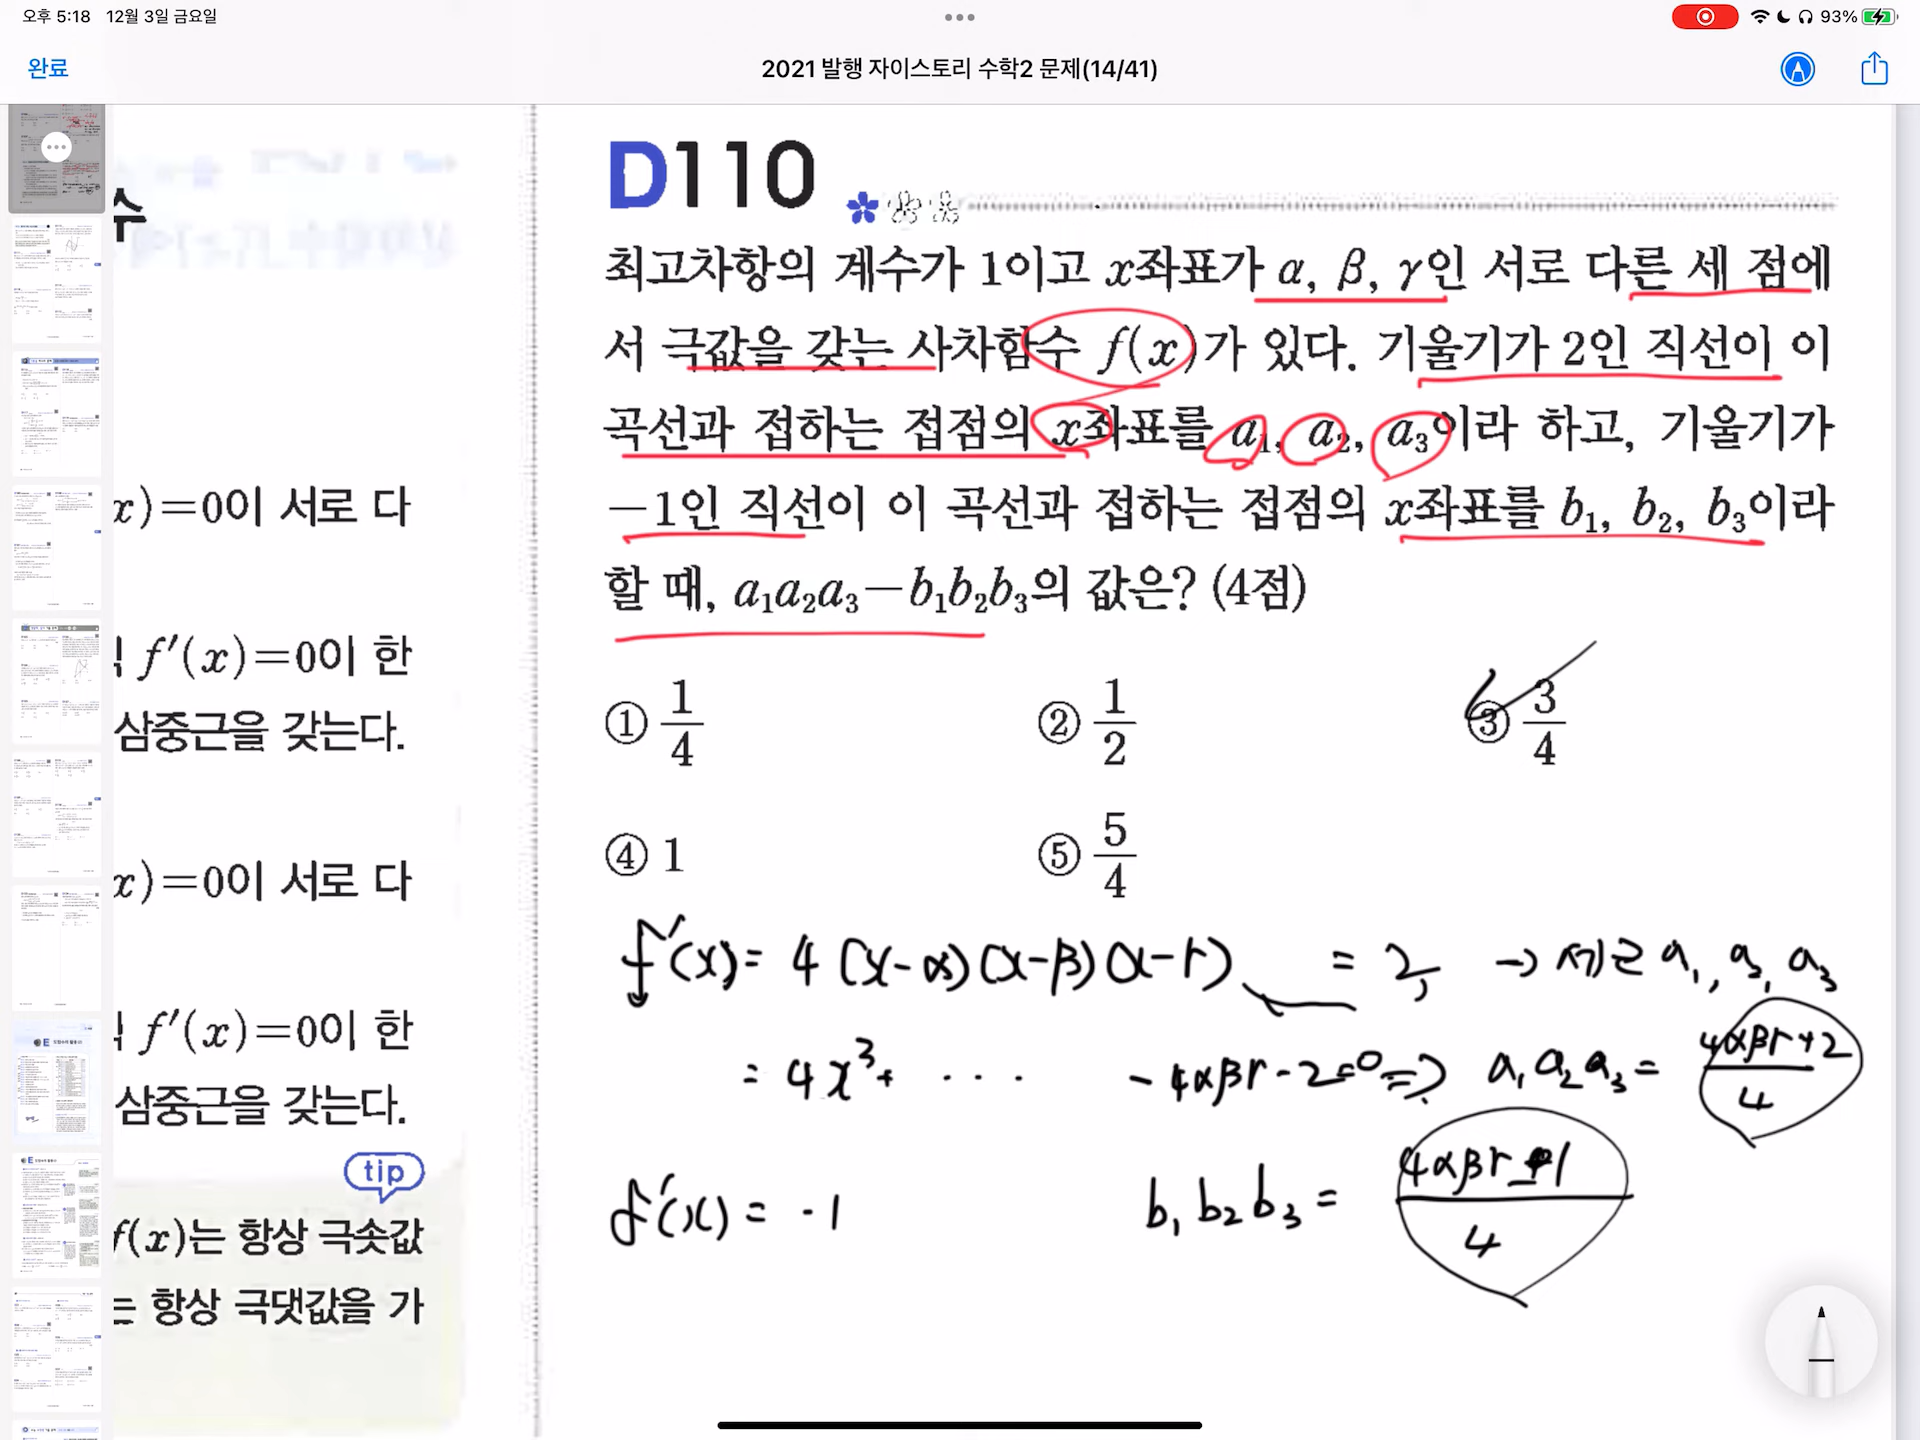 오후 5:18 12월 3일 금요일
93%
완료
2021 발행 자이스토리 수학2 문제(14/41)
수
x)=0이 서로 다
f′(x)=0이 한
삼중근을 갖는다.
x)=0이 서로 다
f′(x)=0이 한
삼중근을 갖는다.
tip
f(x)는 항상 극솟값
는 항상 극댓값을 가
D110
최고차항의 계수가 1이고 x좌표가 α, β, γ인 서로 다른 세 점에
서 극값을 갖는 사차함수 f(x)가 있다. 기울기가 2인 직선이 이
곡선과 접하는 접점의 x좌표를 a₁, a₂, a₃이라 하고, 기울기가
−1인 직선이 이 곡선과 접하는 접점의 x좌표를 b₁, b₂, b₃이라
할 때, a₁a₂a₃−b₁b₂b₃의 값은? (4점)
① 1/4 ② 1/2 ③ 3/4
④ 1 ⑤ 5/4
f′(x)= 4(x-α)(x-β)(x-r) = 2 → 세근 a₁, a₂, a₃
= 4x³+ ··· -4αβr-2=0 => a₁a₂a₃= (4αβr+2)/4
f′(x)= -1 b₁b₂b₃= (4αβr-1)/4